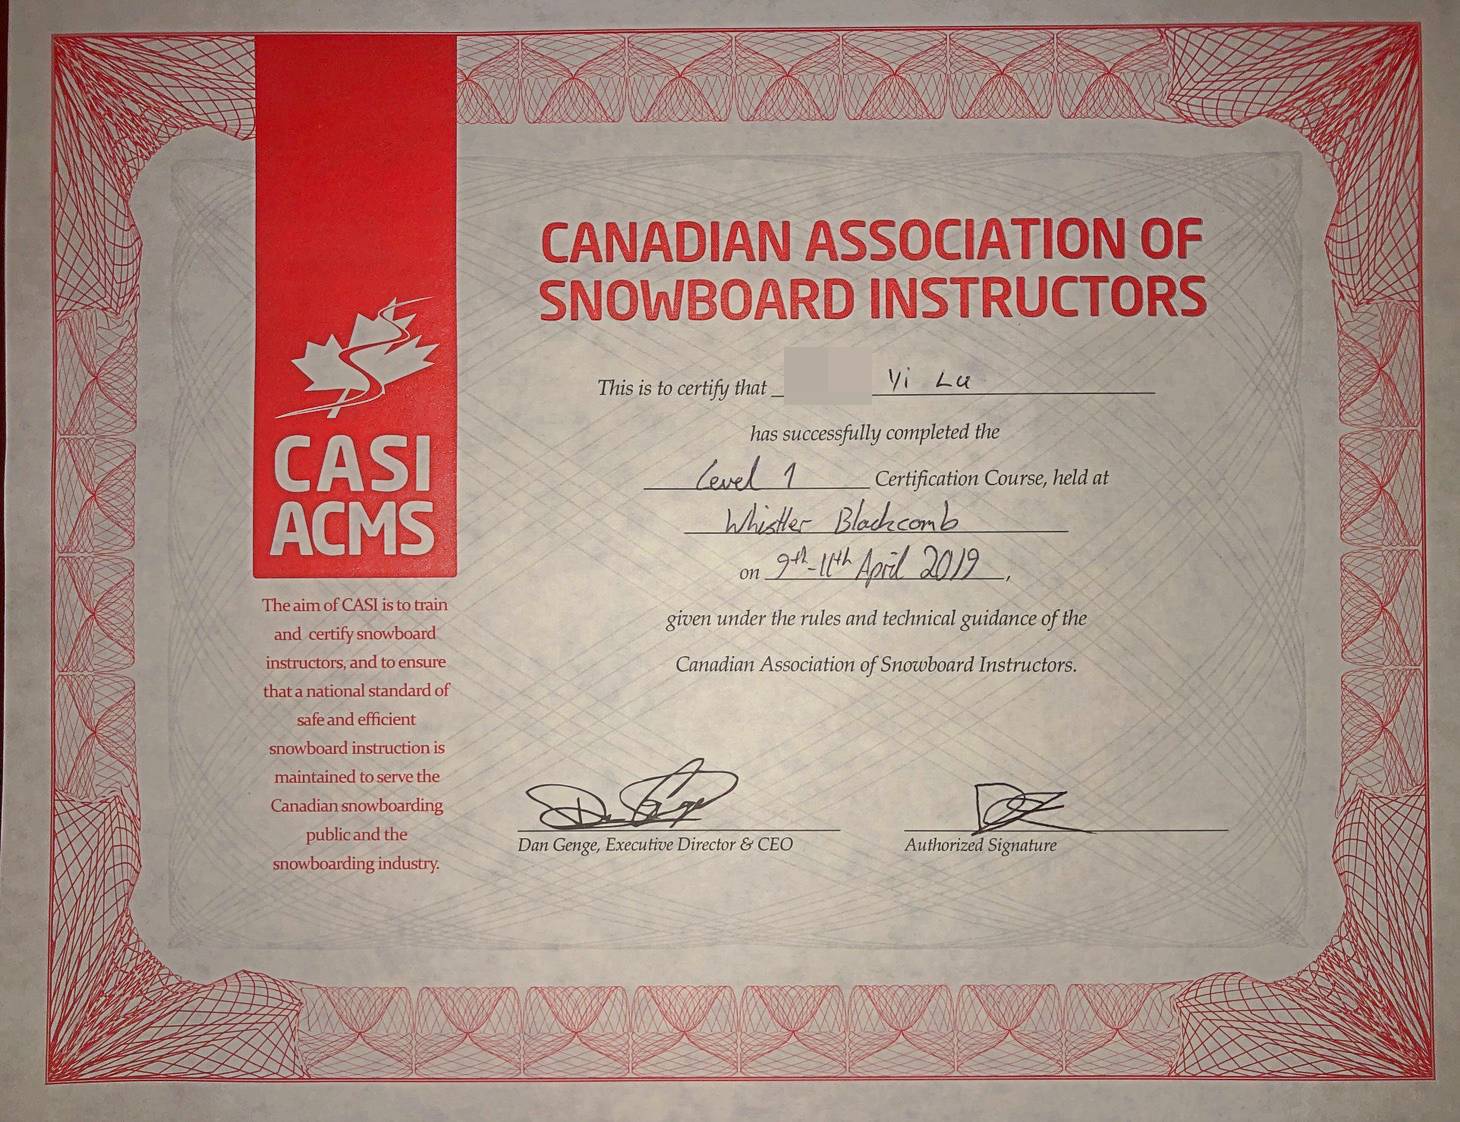 CANADIAN ASSOCIATION OF
SNOWBOARD INSTRUCTORS
This is to certify that Yi Lu
has successfully completed the
Level 1 Certification Course, held at
Whistler Blackcomb
on 9th-11th April 2019,
given under the rules and technical guidance of the
Canadian Association of Snowboard Instructors.
CASI
ACMS
The aim of CASI is to train
and certify snowboard
instructors, and to ensure
that a national standard of
safe and efficient
snowboard instruction is
maintained to serve the
Canadian snowboarding
public and the
snowboarding industry.
Dan Genge, Executive Director & CEO
Authorized Signature